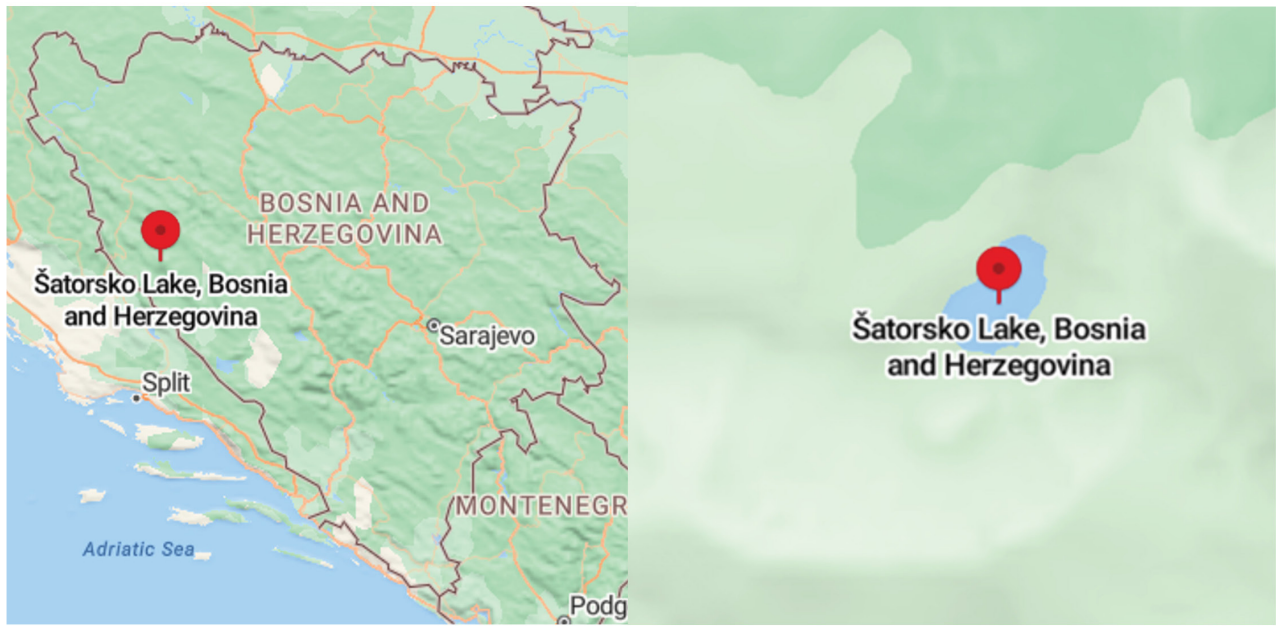 BOSNIA AND
HERZEGOVINA
Šatorsko Lake, Bosnia
and Herzegovina
Sarajevo
Split
MONTENEGR
Adriatic Sea
Podg
Šatorsko Lake, Bosnia
and Herzegovina